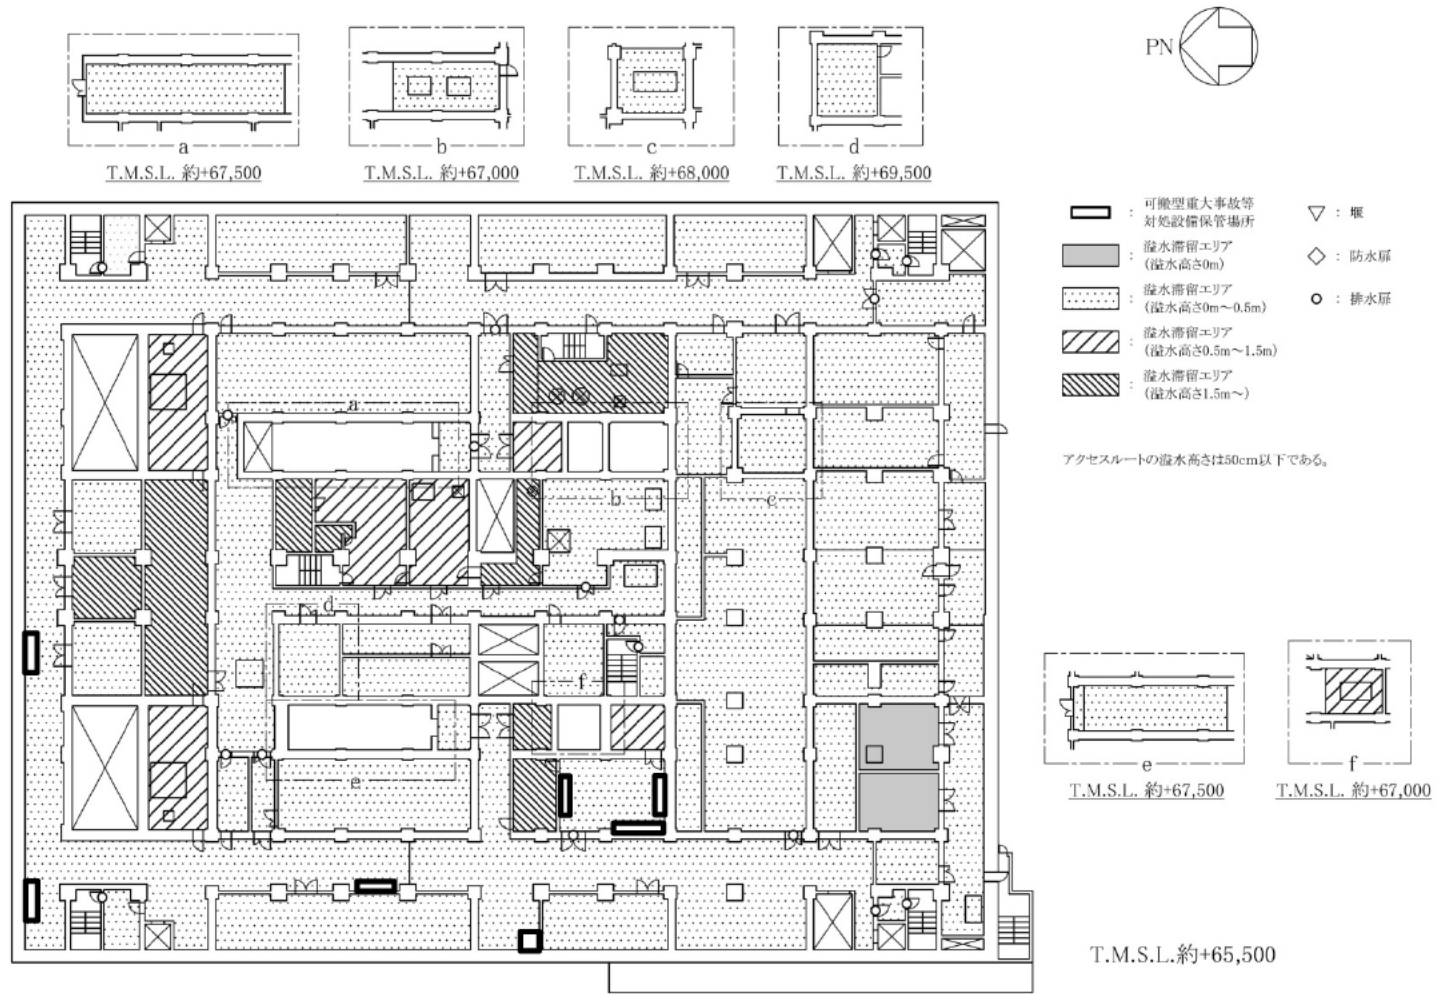 PN
a
T.M.S.L. 約+67,500
b
T.M.S.L. 約+67,000
c
T.M.S.L. 約+68,000
d
T.M.S.L. 約+69,500
： 可搬型重大事故等
対処設備保管場所
： 溢水滞留エリア
(溢水高さ0m)
： 溢水滞留エリア
(溢水高さ0m～0.5m)
： 溢水滞留エリア
(溢水高さ0.5m～1.5m)
： 溢水滞留エリア
(溢水高さ1.5m～)
： 堰
： 防水扉
： 排水扉
アクセスルートの溢水高さは50cm以下である。
a
b
c
d
f
e
e
T.M.S.L. 約+67,500
f
T.M.S.L. 約+67,000
T.M.S.L.約+65,500